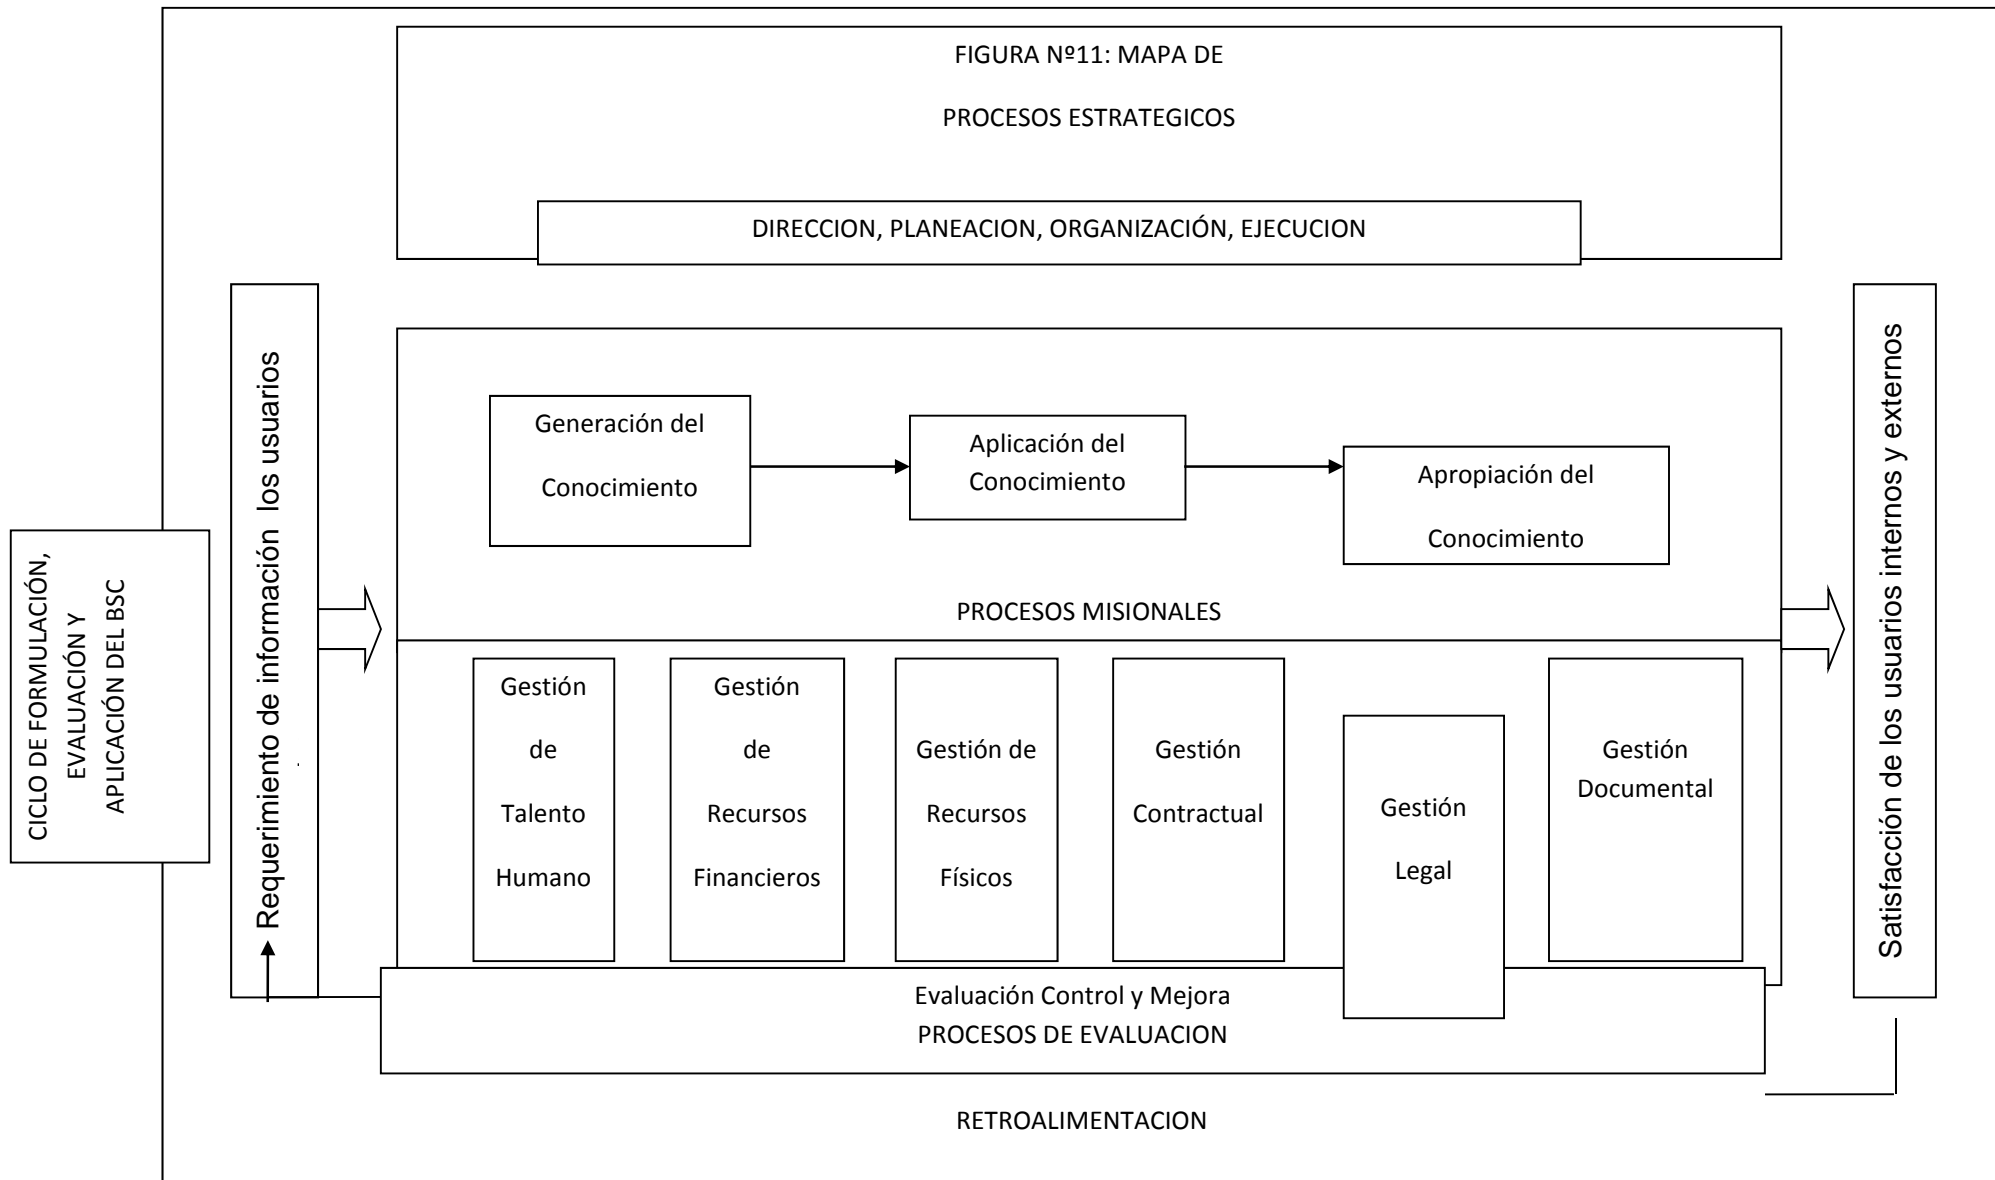 FIGURA Nº11: MAPA DE
PROCESOS ESTRATEGICOS
DIRECCION, PLANEACION, ORGANIZACIÓN, EJECUCION
CICLO DE FORMULACIÓN,
EVALUACIÓN Y
APLICACIÓN DEL BSC
Requerimiento de información los usuarios
Generación del
Conocimiento
Aplicación del
Conocimiento
Apropiación del
Conocimiento
PROCESOS MISIONALES
Gestión
de
Talento
Humano
Gestión
de
Recursos
Financieros
Gestión de
Recursos
Físicos
Gestión
Contractual
Gestión
Legal
Gestión
Documental
Satisfacción de los usuarios internos y externos
Evaluación Control y Mejora
PROCESOS DE EVALUACION
RETROALIMENTACION